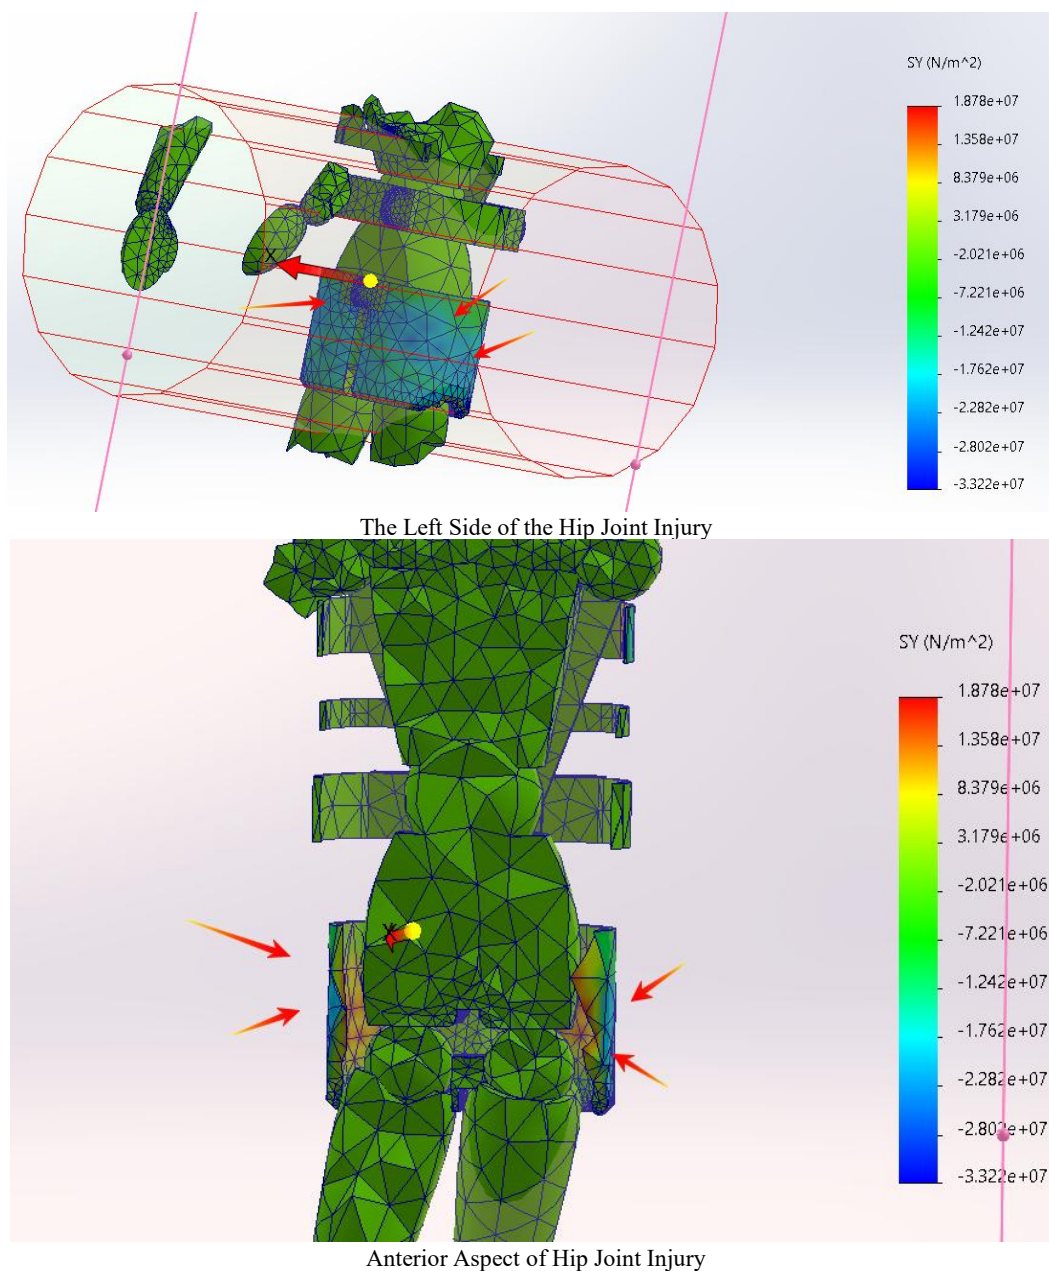 SY (N/m^2)
1.878e+07
1.358e+07
8.379e+06
3.179e+06
-2.021e+06
-7.221e+06
-1.242e+07
-1.762e+07
-2.282e+07
-2.802e+07
-3.322e+07
X
The Left Side of the Hip Joint Injury
SY (N/m^2)
1.878e+07
1.358e+07
8.379e+06
3.179e+06
-2.021e+06
-7.221e+06
-1.242e+07
-1.762e+07
-2.282e+07
-2.802e+07
-3.322e+07
X
Anterior Aspect of Hip Joint Injury